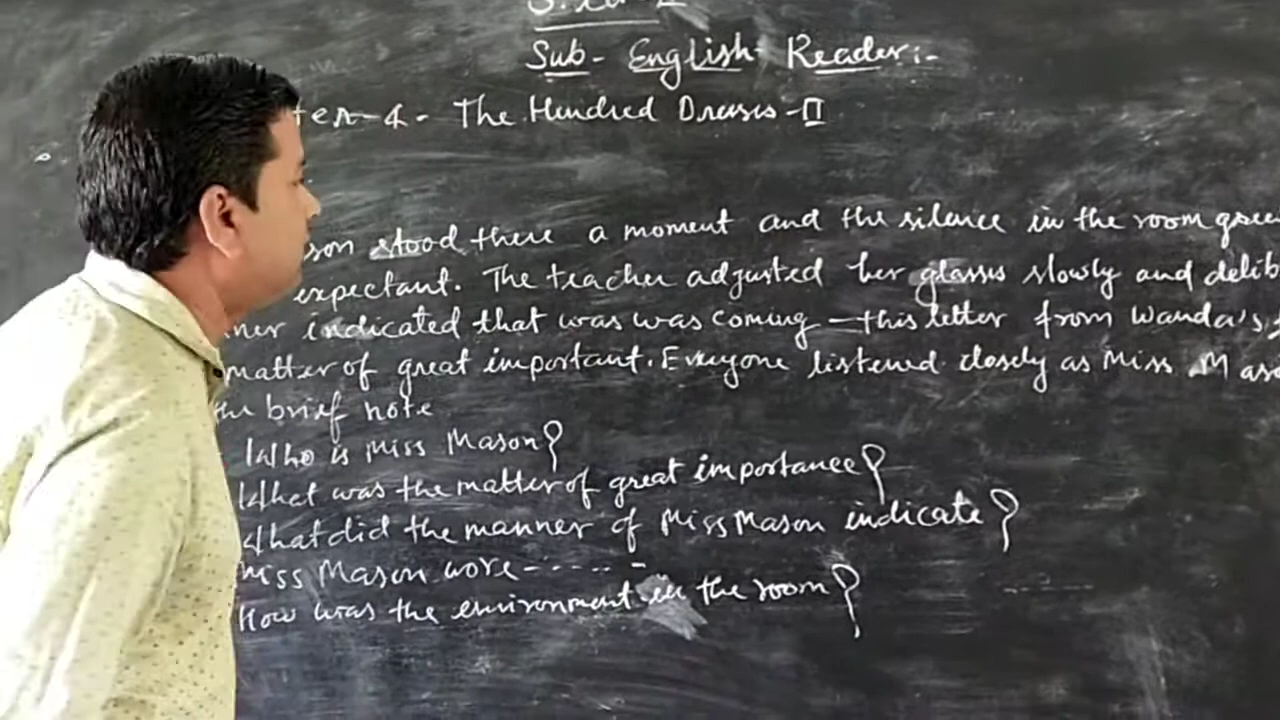 Sub- English Reader:-
ter-4- The Hundred Dresses-II
son stood there a moment and the silence in the room grew
expectant. The teacher adjusted her glasses slowly and delib
ner indicated that was was coming - this letter from Wanda's
matter of great important. Everyone listened closely as Miss Maso
the brief note
Who is Miss Mason?
What was the matter of great importance?
What did the manner of Miss Mason indicate?
Miss Mason wore-------
How was the environment in the room?